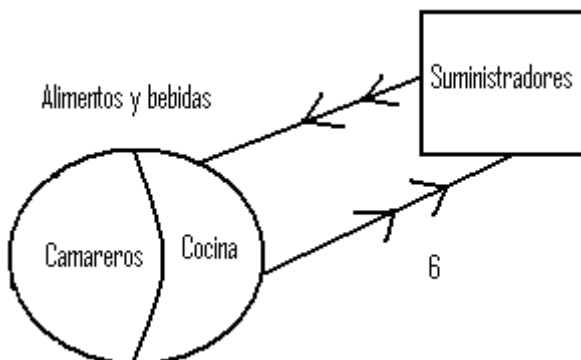 Suministradores
Alimentos y bebidas
Camareros
Cocina
6